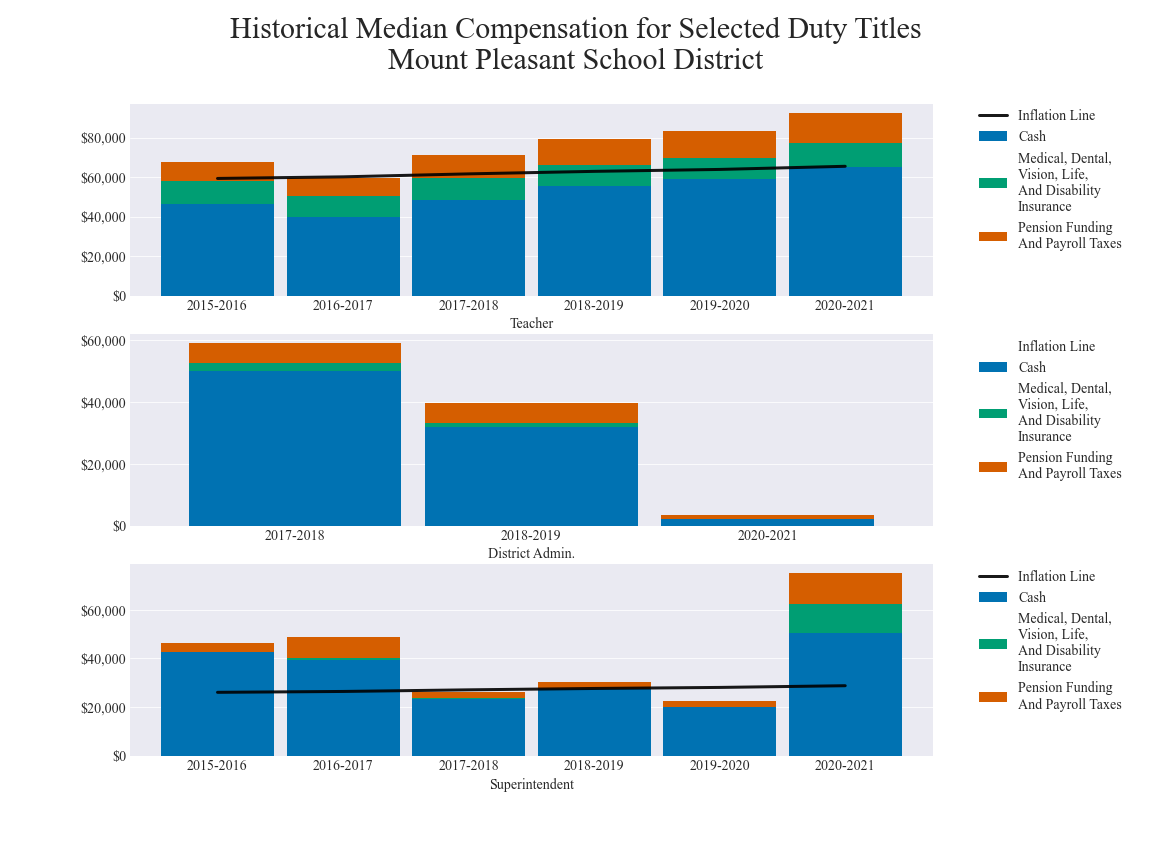 Historical Median Compensation for Selected Duty Titles
Mount Pleasant School District
$80,000
$60,000
$40,000
$20,000
$0
2015-2016 2016-2017 2017-2018 2018-2019 2019-2020 2020-2021
Teacher
Inflation Line
Cash
Medical, Dental,
Vision, Life,
And Disability
Insurance
Pension Funding
And Payroll Taxes
$60,000
$40,000
$20,000
$0
2017-2018 2018-2019 2020-2021
District Admin.
Inflation Line
Cash
Medical, Dental,
Vision, Life,
And Disability
Insurance
Pension Funding
And Payroll Taxes
$60,000
$40,000
$20,000
$0
2015-2016 2016-2017 2017-2018 2018-2019 2019-2020 2020-2021
Superintendent
Inflation Line
Cash
Medical, Dental,
Vision, Life,
And Disability
Insurance
Pension Funding
And Payroll Taxes